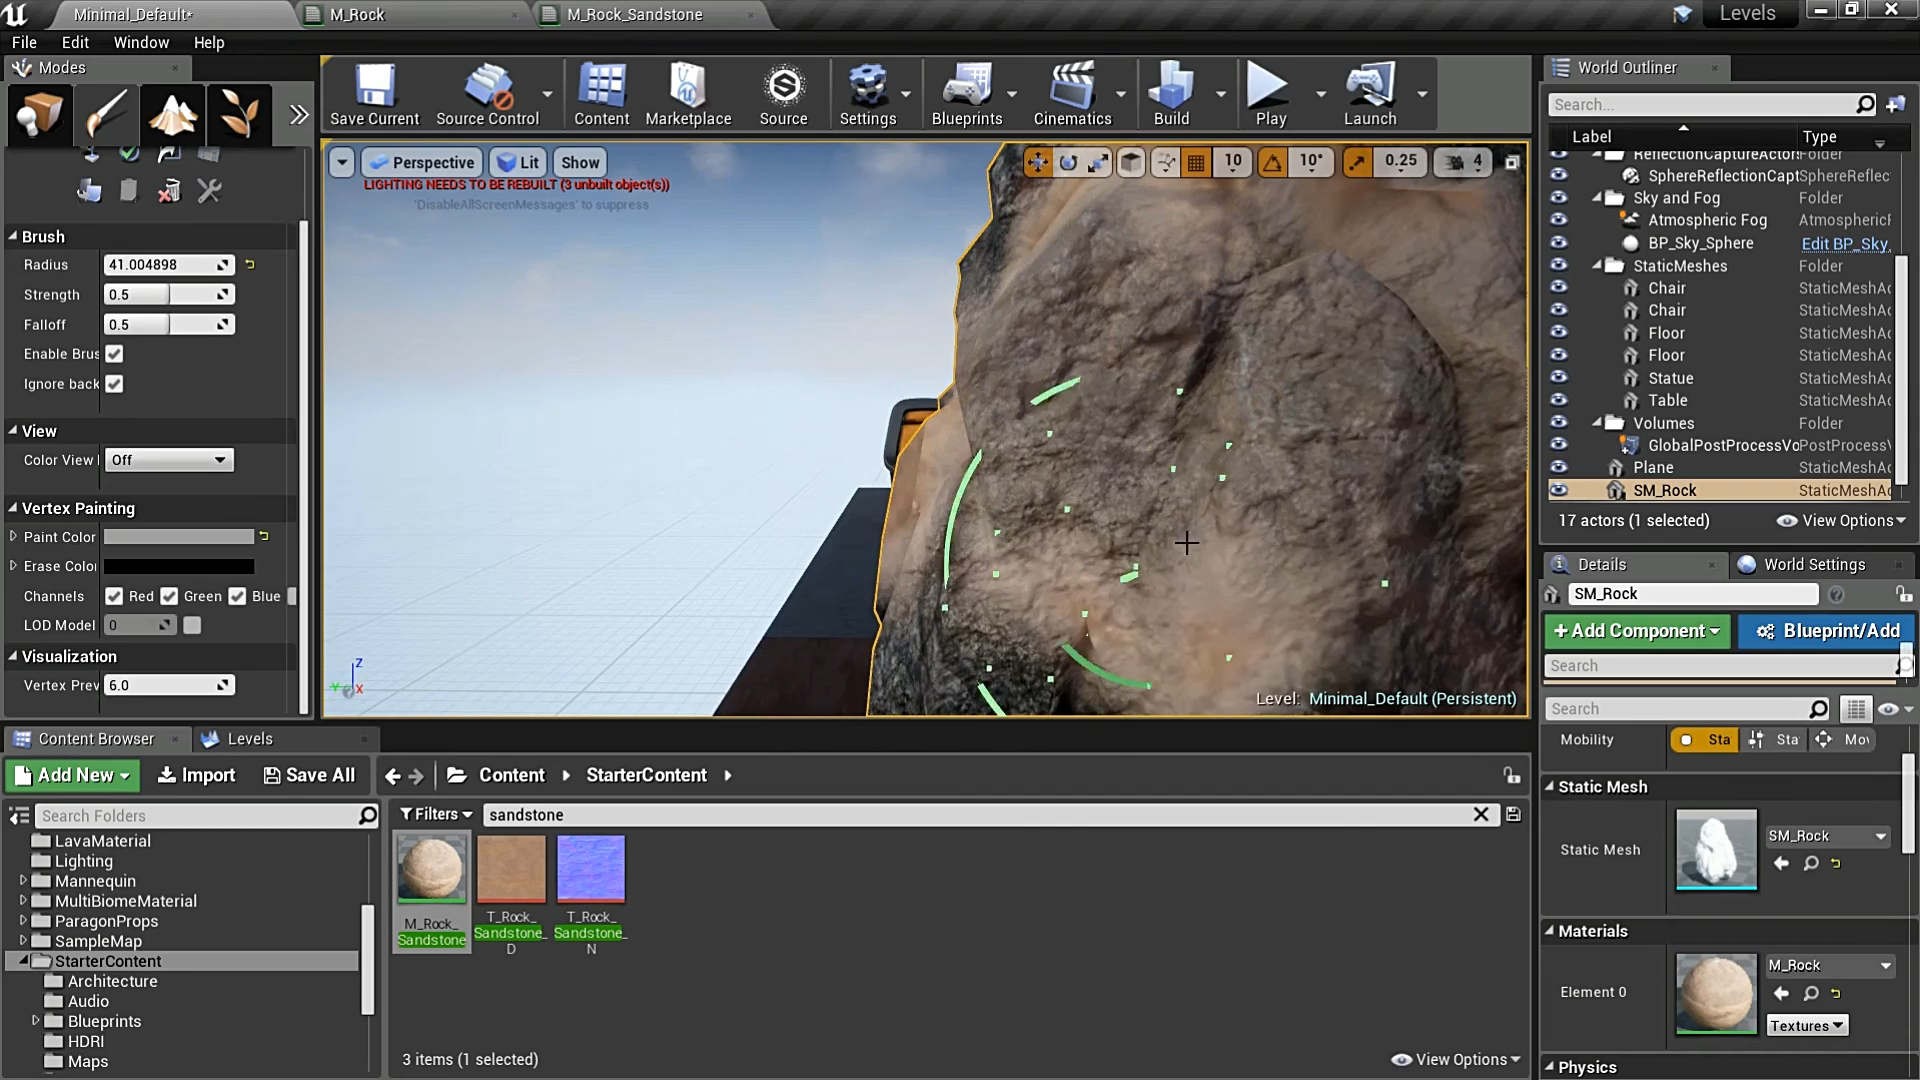 Minimal_Default*
M_Rock
M_Rock_Sandstone
Levels
File Edit Window Help
Modes
Save Current
Source Control
Content
Marketplace
Source
Settings
Blueprints
Cinematics
Build
Play
Launch
Perspective Lit Show
10 10° 0.25 4
LIGHTING NEEDS TO BE REBUILT (3 unbuilt object(s))
'DisableAllScreenMessages' to suppress
Brush
Radius 41.004898
Strength 0.5
Falloff 0.5
Enable Brus
Ignore back
View
Color View Off
Vertex Painting
Paint Color
Erase Color
Channels Red Green Blue
LOD Model 0
Visualization
Vertex Prev 6.0
Z
Y X
Level: Minimal_Default (Persistent)
World Outliner
Search...
Label Type
ReflectionCaptureActors Folder
SphereReflectionCapt SphereReflec
Sky and Fog Folder
Atmospheric Fog Atmospheric
BP_Sky_Sphere Edit BP_Sky_
StaticMeshes Folder
Chair StaticMeshAc
Chair StaticMeshAc
Floor StaticMeshAc
Floor StaticMeshAc
Statue StaticMeshAc
Table StaticMeshAc
Volumes Folder
GlobalPostProcessVo PostProcessV
Plane StaticMeshAc
SM_Rock StaticMeshAc
17 actors (1 selected) View Options
Details
World Settings
SM_Rock
+Add Component
Blueprint/Add
Search
Search
Mobility Sta Sta Mov
Static Mesh
Static Mesh SM_Rock
Materials
Element 0 M_Rock
Textures
Physics
Content Browser
Levels
Add New Import Save All
Content StarterContent
Search Folders
Filters sandstone
LavaMaterial
Lighting
Mannequin
MultiBiomeMaterial
ParagonProps
SampleMap
StarterContent
Architecture
Audio
Blueprints
HDRI
Maps
M_Rock_
Sandstone
T_Rock_
Sandstone_
D
T_Rock_
Sandstone_
N
3 items (1 selected)
View Options